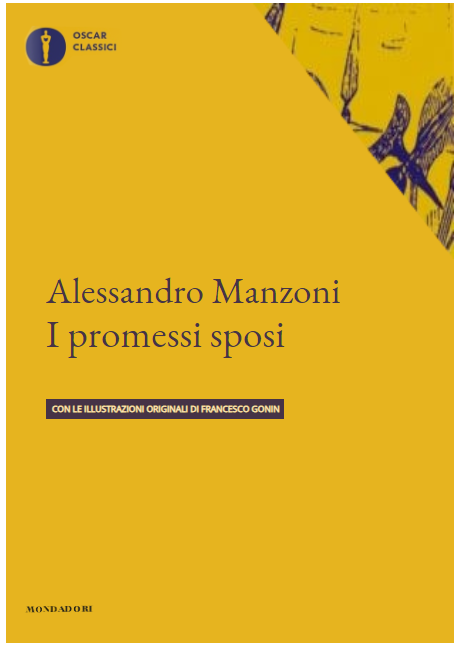 OSCAR
CLASSICI
Alessandro Manzoni
I promessi sposi
CON LE ILLUSTRAZIONI ORIGINALI DI FRANCESCO GONIN
MONDADORI